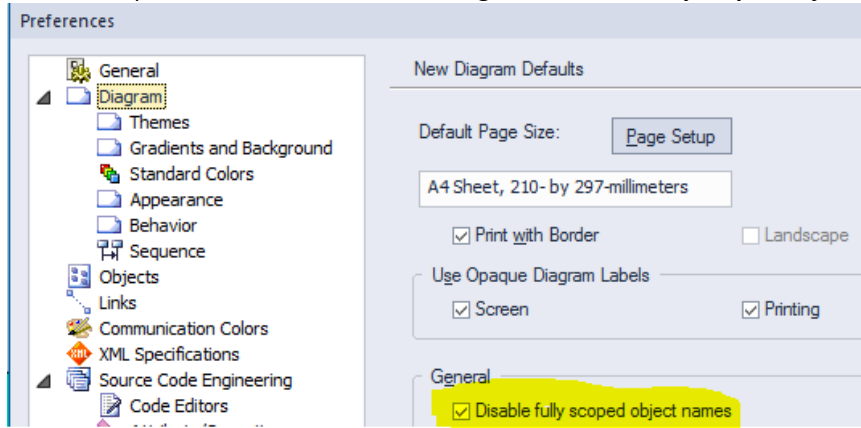 Preferences
General
Diagram
Themes
Gradients and Background
Standard Colors
Appearance
Behavior
Sequence
Objects
Links
Communication Colors
XML Specifications
Source Code Engineering
Code Editors
New Diagram Defaults
Default Page Size:
Page Setup
A4 Sheet, 210- by 297-millimeters
Print with Border
Landscape
Use Opaque Diagram Labels
Screen
Printing
General
Disable fully scoped object names